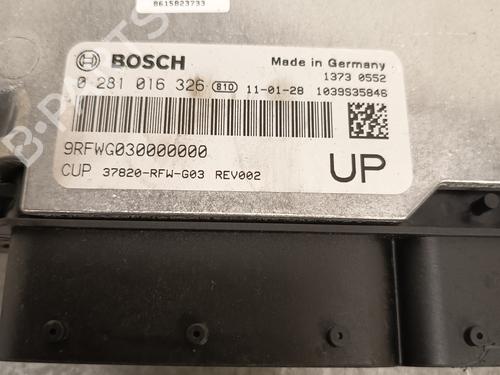 8615823733
BOSCH
Made in Germany
0 281 016 326 810 11-01-28
1373 0552
1039S35846
9RFWG030000000
CUP 37820-RFW-G03 REV002
UP
B-PARTS